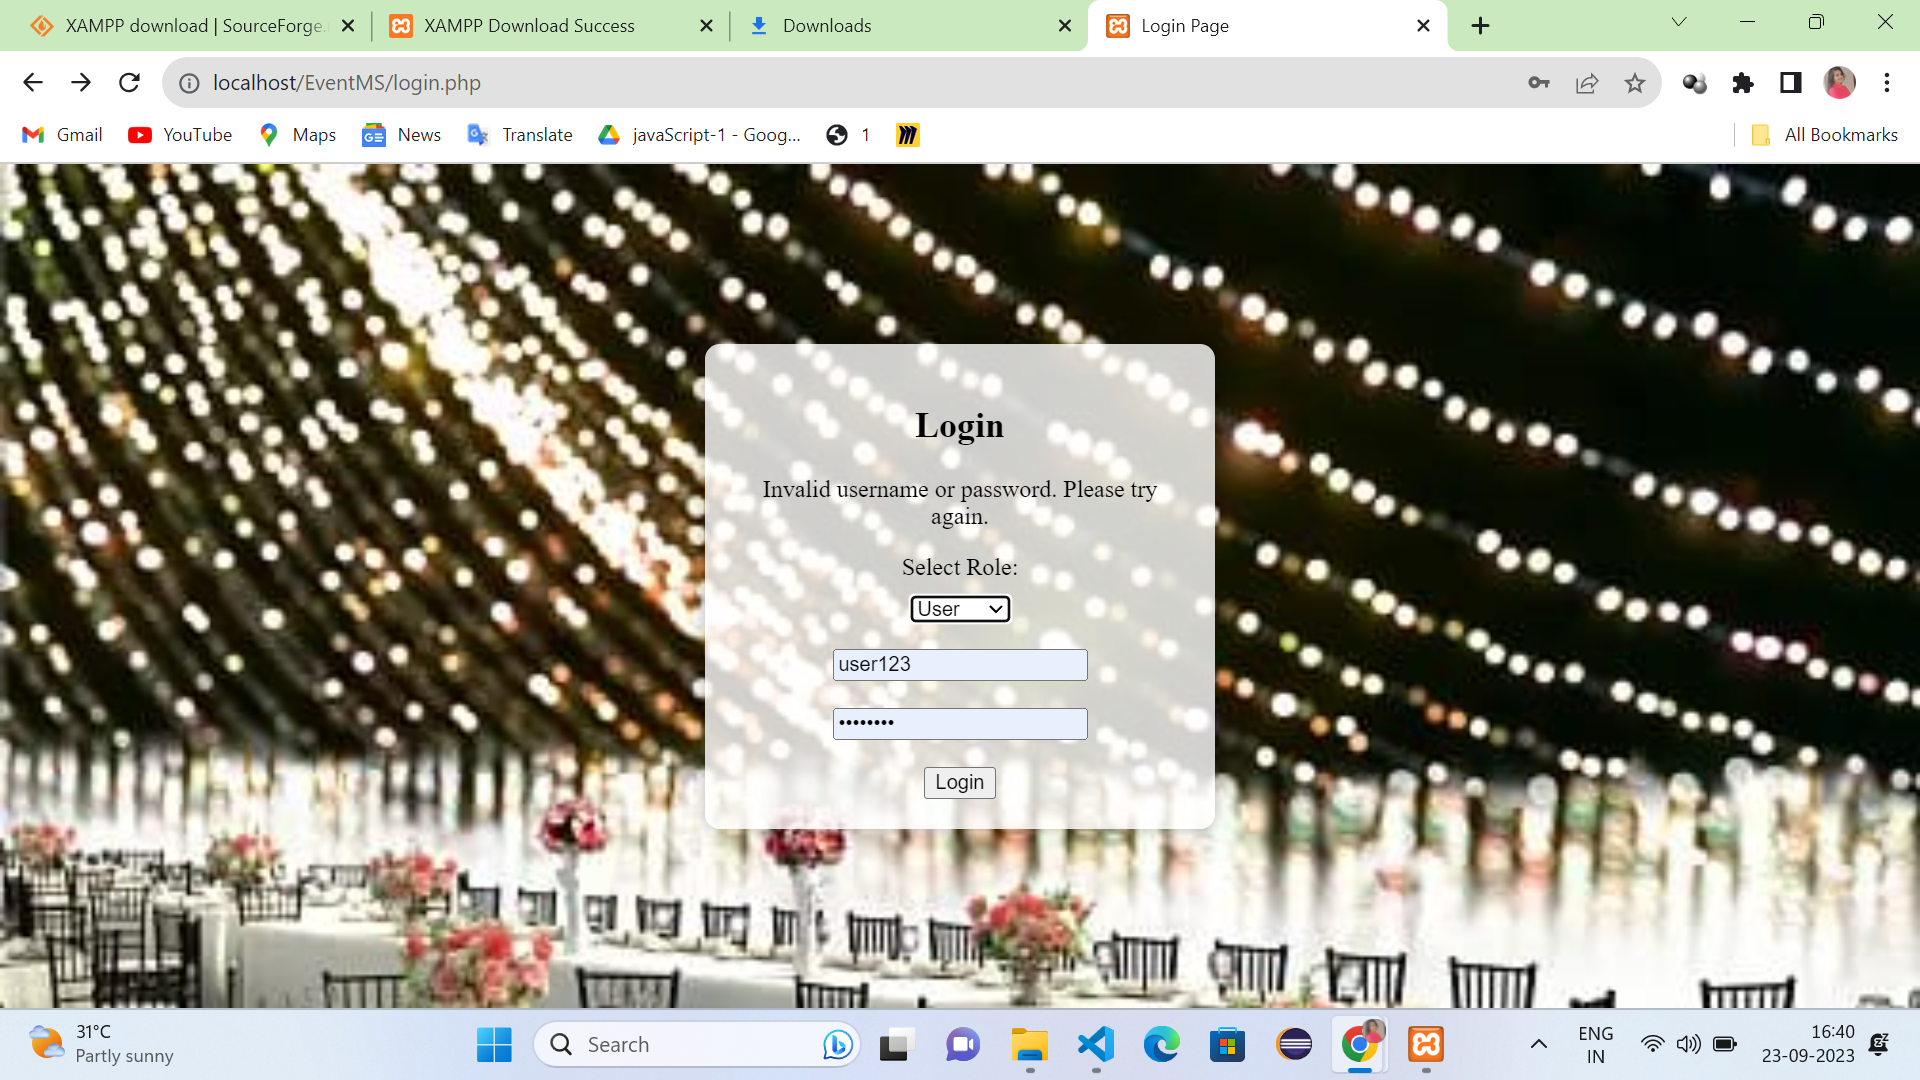 XAMPP download | SourceForge.
XAMPP Download Success
Downloads
Login Page
localhost/EventMS/login.php
Gmail
YouTube
Maps
News
Translate
javaScript-1 - Goog...
1
All Bookmarks
Login
Invalid username or password. Please try
again.
Select Role:
User
user123
••••••••
Login
31°C
Partly sunny
Search
ENG
IN
16:40
23-09-2023